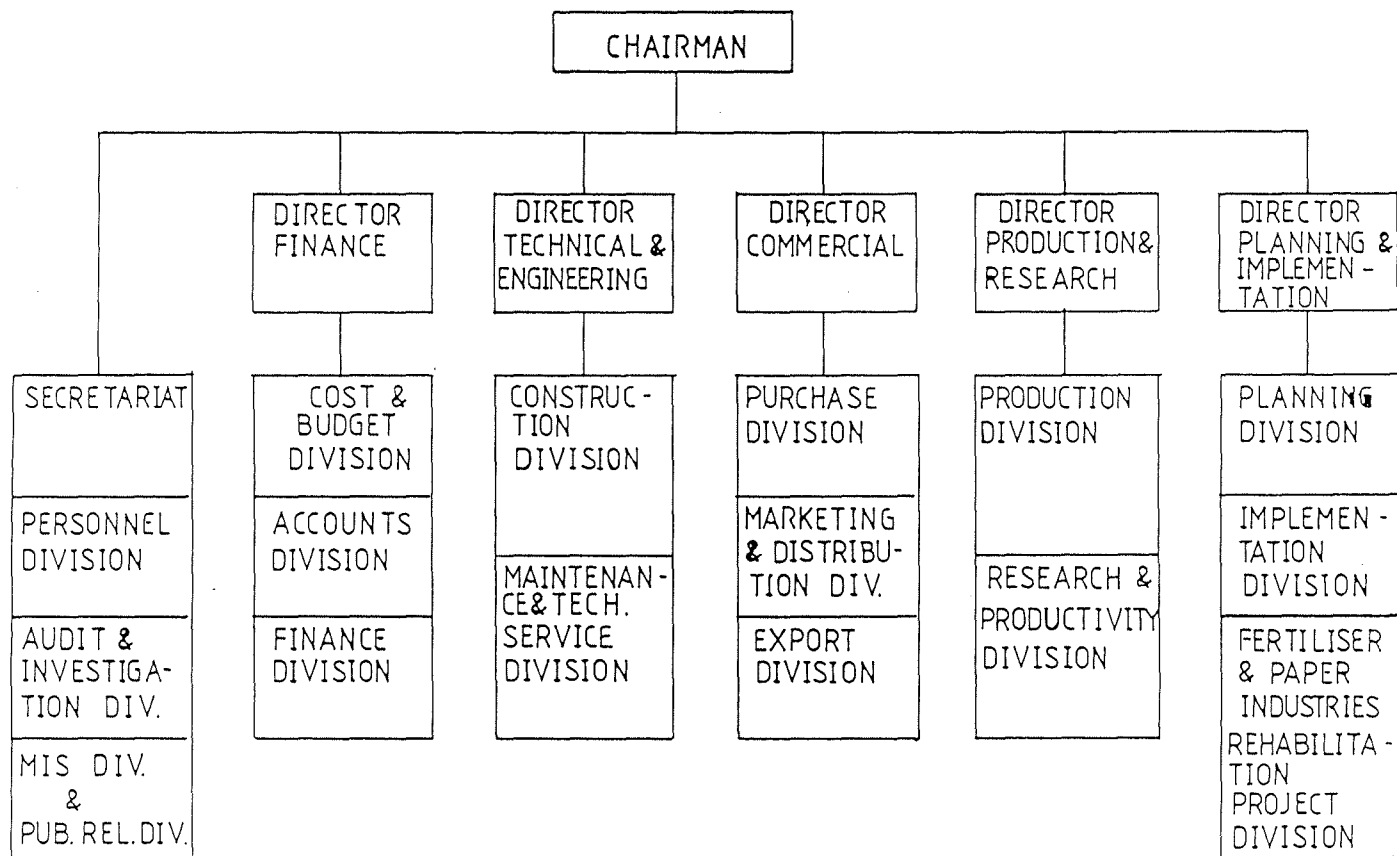 CHAIRMAN
DIRECTOR
FINANCE
DIRECTOR
TECHNICAL &
ENGINEERING
DIRECTOR
COMMERCIAL
DIRECTOR
PRODUCTION &
RESEARCH
DIRECTOR
PLANNING &
IMPLEMEN-
TATION
SECRETARIAT
PERSONNEL
DIVISION
AUDIT &
INVESTIGA-
TION DIV.
MIS DIV.
&
PUB. REL. DIV.
COST &
BUDGET
DIVISION
ACCOUNTS
DIVISION
FINANCE
DIVISION
CONSTRUC-
TION
DIVISION
MAINTENAN-
CE & TECH.
SERVICE
DIVISION
PURCHASE
DIVISION
MARKETING
& DISTRIBU-
TION DIV.
EXPORT
DIVISION
PRODUCTION
DIVISION
RESEARCH &
PRODUCTIVITY
DIVISION
PLANNING
DIVISION
IMPLEMEN-
TATION
DIVISION
FERTILISER
& PAPER
INDUSTRIES
REHABILITA-
TION
PROJECT
DIVISION